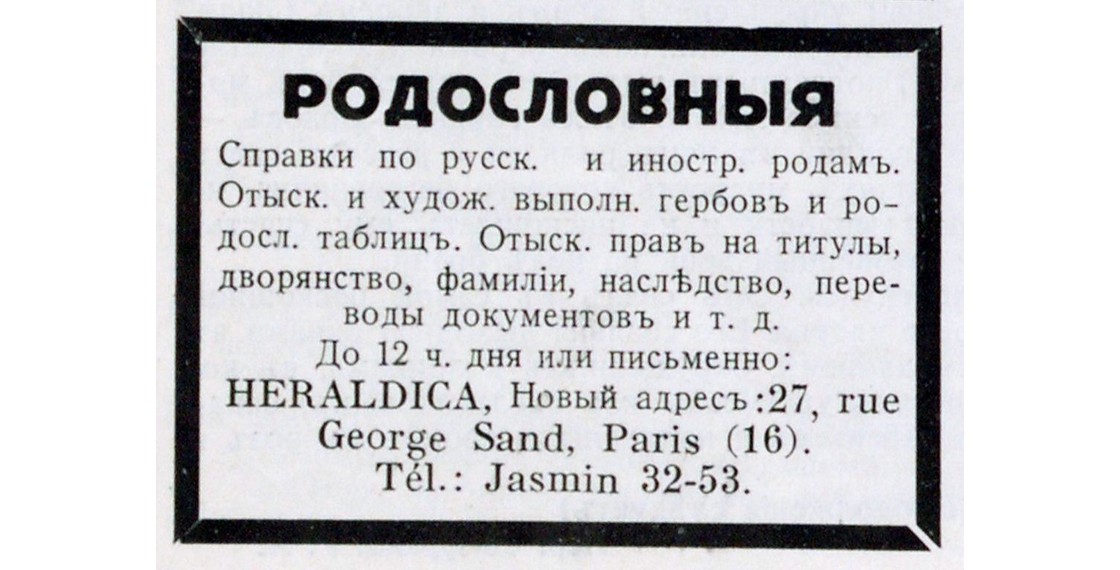 РОДОСЛОВНЫЯ
Справки по русск. и иностр. родамъ.
Отыск. и худож. выполн. гербовъ и ро-
досл. таблицъ. Отыск. правъ на титулы,
дворянство, фамиліи, наслѣдство, пере-
воды документовъ и т. д.
До 12 ч. дня или письменно:
HERALDICA, Новый адресъ:27, rue
George Sand, Paris (16).
Tél.: Jasmin 32-53.